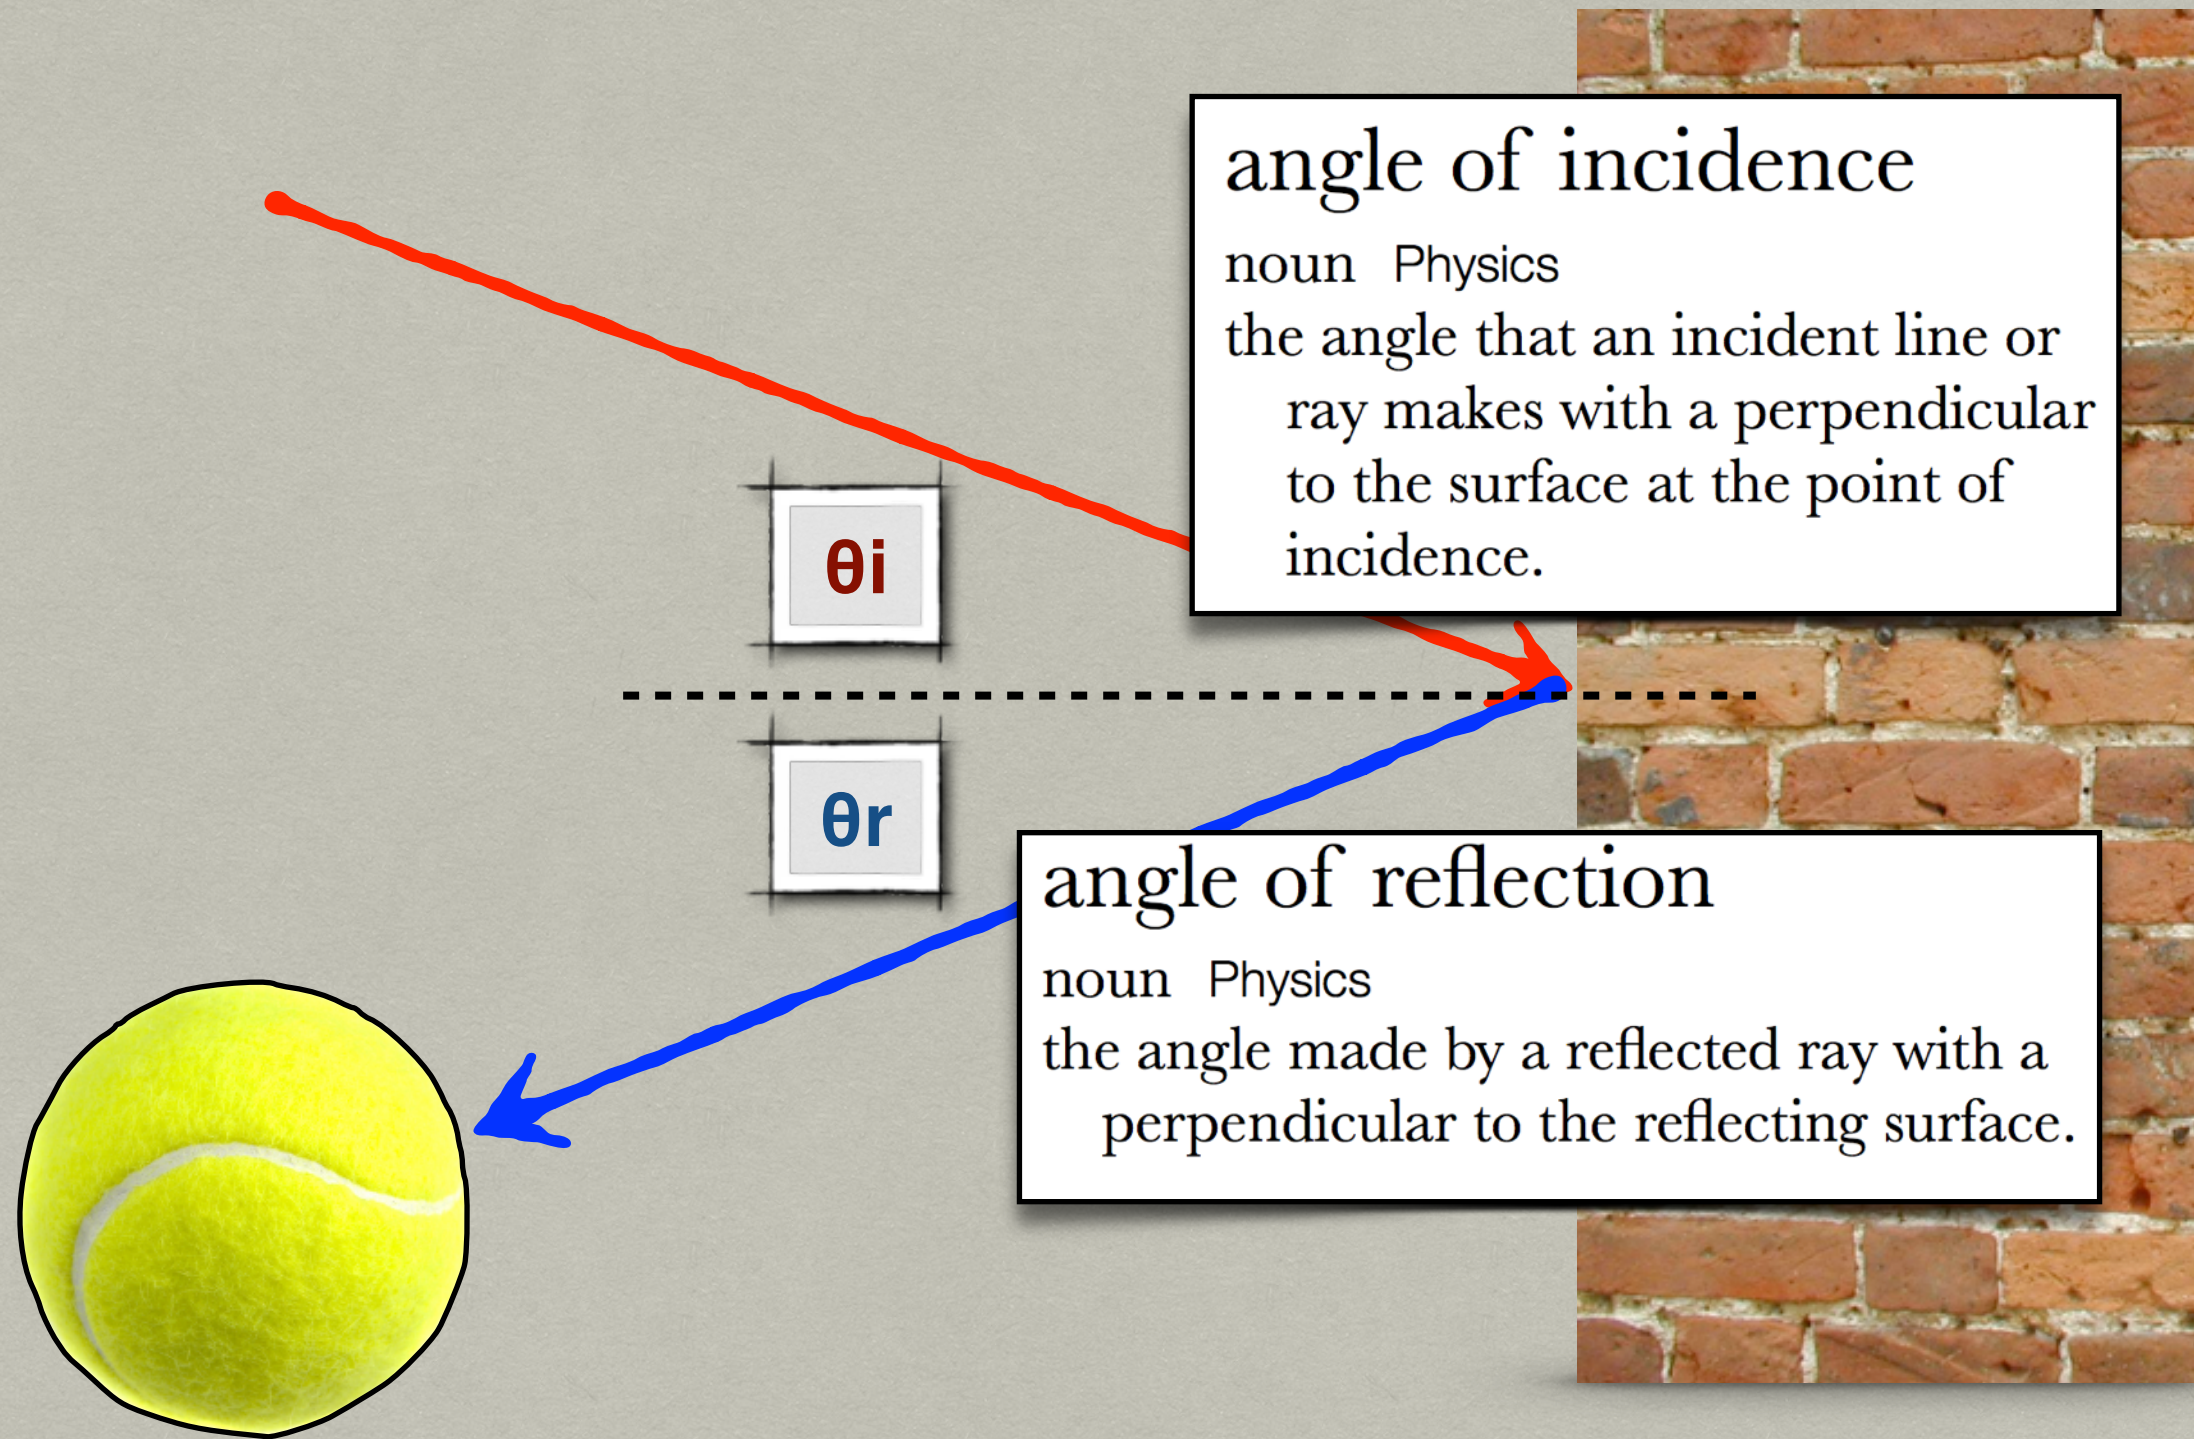 angle of incidence
noun Physics
the angle that an incident line or
ray makes with a perpendicular
to the surface at the point of
incidence.
θi
θr
angle of reflection
noun Physics
the angle made by a reflected ray with a
perpendicular to the reflecting surface.